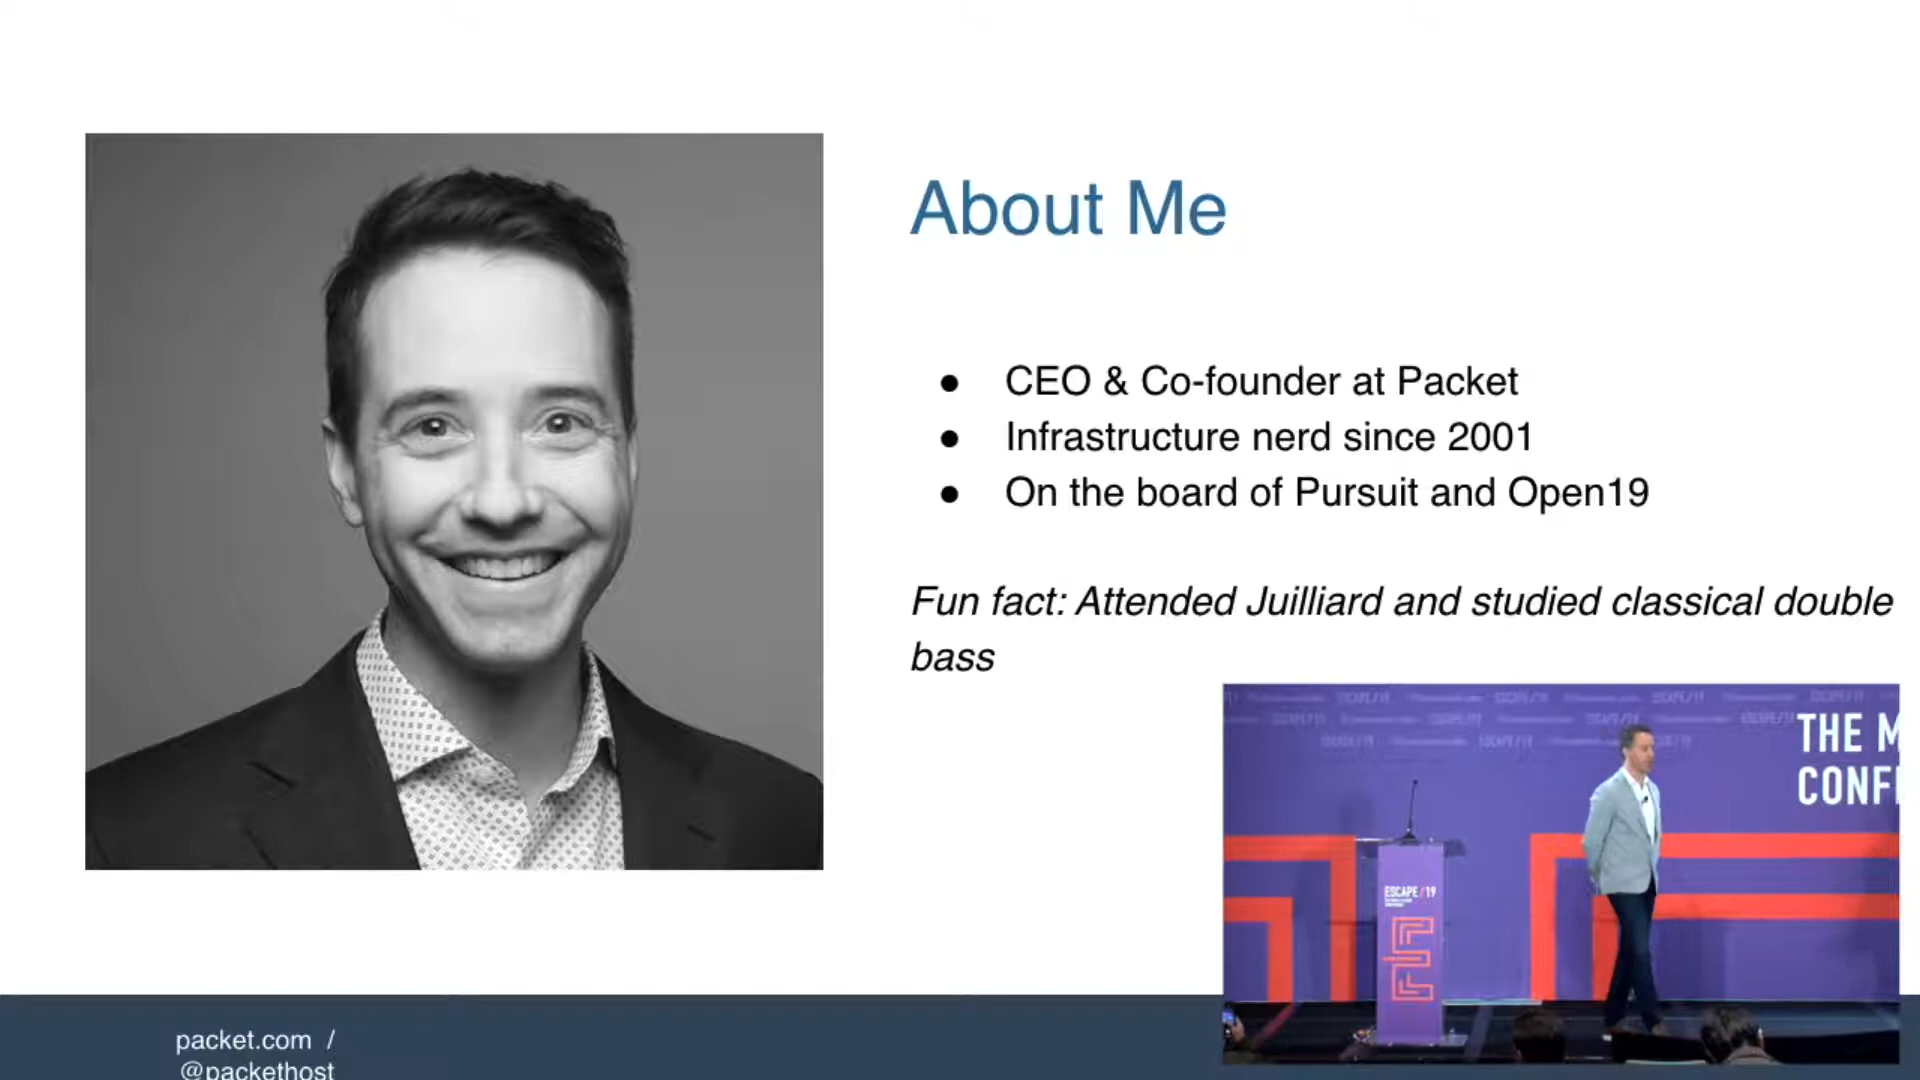 About Me
● CEO & Co-founder at Packet
● Infrastructure nerd since 2001
● On the board of Pursuit and Open19
Fun fact: Attended Juilliard and studied classical double
bass
THE M
CONF
ESCAPE/19
packet.com /
@packethost